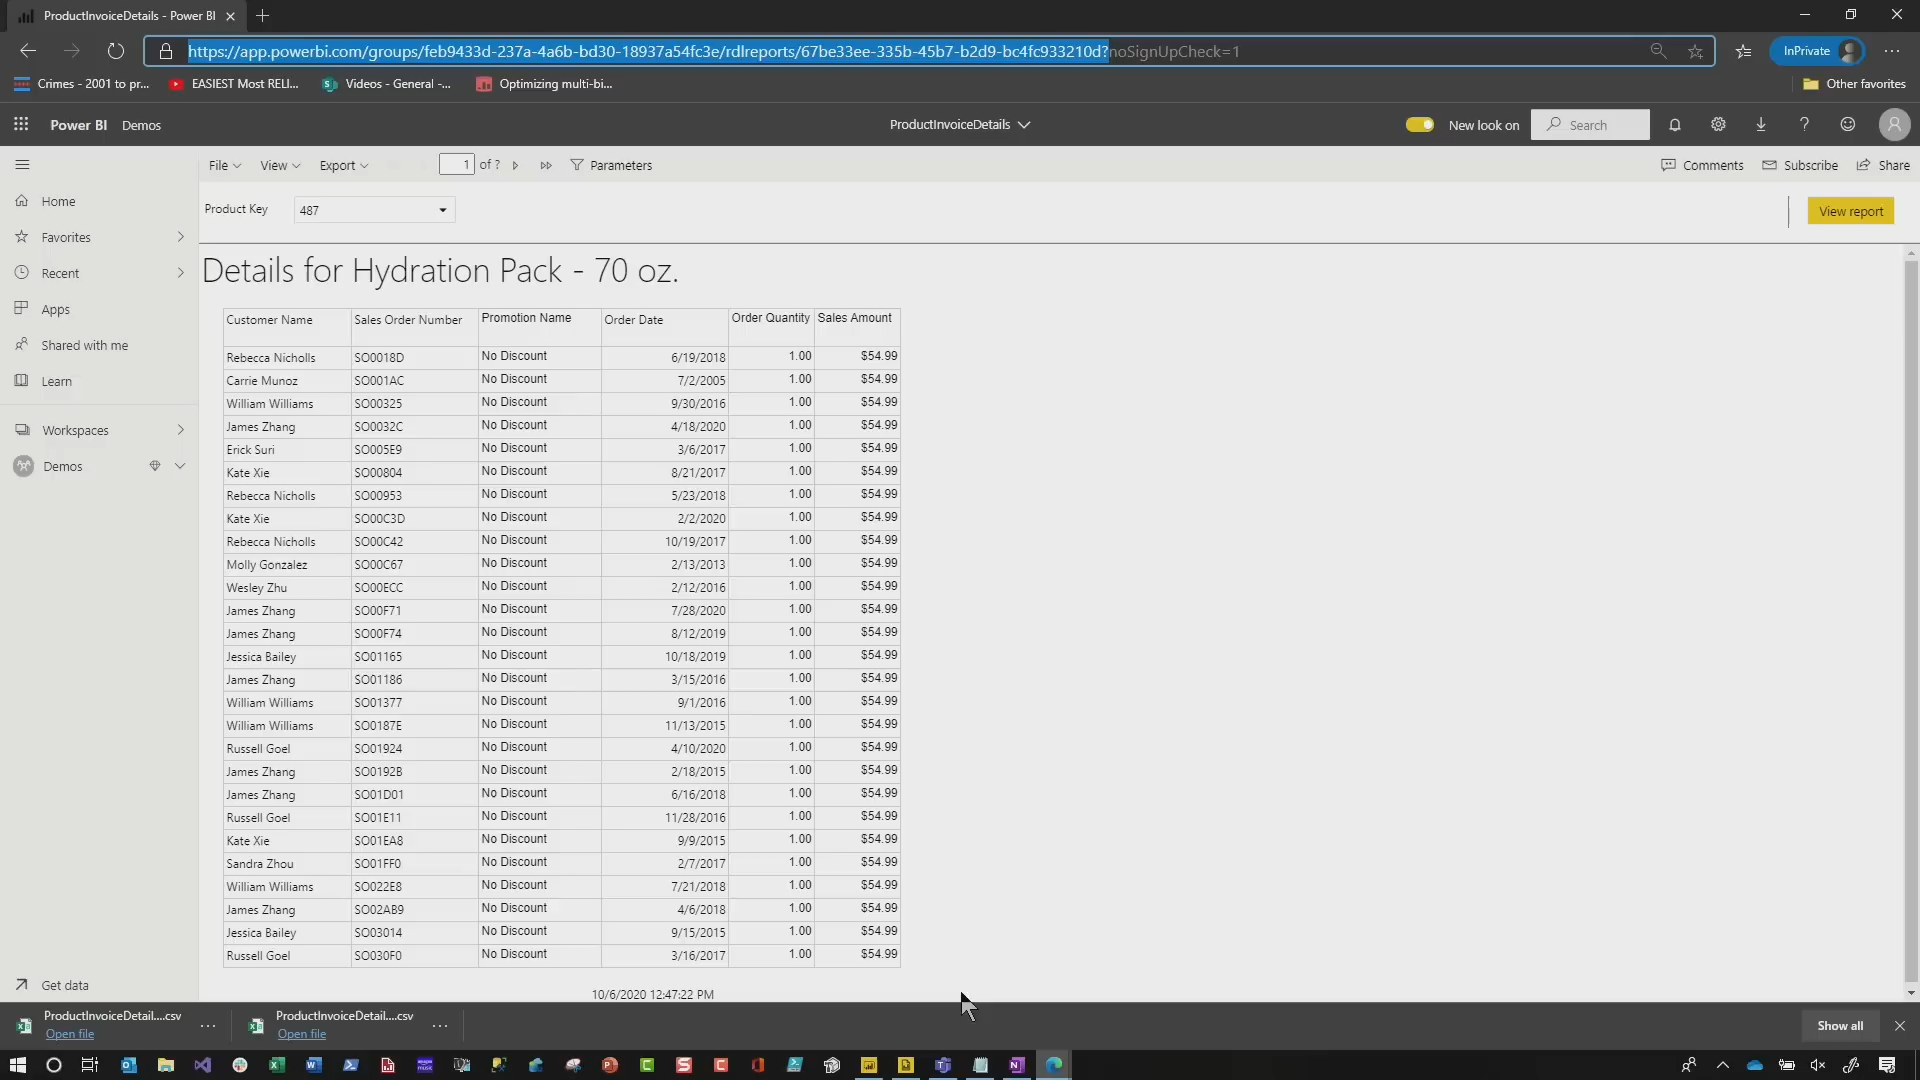 ProductInvoiceDetails - Power BI
https://app.powerbi.com/groups/feb9433d-237a-4a6b-bd30-18937a54fc3e/rdlreports/67be33ee-335b-45b7-b2d9-bc4fc933210d?noSignUpCheck=1
InPrivate
Crimes - 2001 to pr... EASIEST Most RELI... Videos - General -... Optimizing multi-bi... Other favorites
Power BI Demos ProductInvoiceDetails New look on Search
File View Export 1 of ? Parameters Comments Subscribe Share
Product Key 487 View report
Home
Favorites
Recent
Apps
Shared with me
Learn
Workspaces
Demos
Get data
Details for Hydration Pack - 70 oz.
Customer Name Sales Order Number Promotion Name Order Date Order Quantity Sales Amount
Rebecca Nicholls SO0018D No Discount 6/19/2018 1.00 $54.99
Carrie Munoz SO001AC No Discount 7/2/2005 1.00 $54.99
William Williams SO00325 No Discount 9/30/2016 1.00 $54.99
James Zhang SO0032C No Discount 4/18/2020 1.00 $54.99
Erick Suri SO005E9 No Discount 3/6/2017 1.00 $54.99
Kate Xie SO00804 No Discount 8/21/2017 1.00 $54.99
Rebecca Nicholls SO00953 No Discount 5/23/2018 1.00 $54.99
Kate Xie SO00C3D No Discount 2/2/2020 1.00 $54.99
Rebecca Nicholls SO00C42 No Discount 10/19/2017 1.00 $54.99
Molly Gonzalez SO00C67 No Discount 2/13/2013 1.00 $54.99
Wesley Zhu SO00ECC No Discount 2/12/2016 1.00 $54.99
James Zhang SO00F71 No Discount 7/28/2020 1.00 $54.99
James Zhang SO00F74 No Discount 8/12/2019 1.00 $54.99
Jessica Bailey SO01165 No Discount 10/18/2019 1.00 $54.99
James Zhang SO01186 No Discount 3/15/2016 1.00 $54.99
William Williams SO01377 No Discount 9/1/2016 1.00 $54.99
William Williams SO0187E No Discount 11/13/2015 1.00 $54.99
Russell Goel SO01924 No Discount 4/10/2020 1.00 $54.99
James Zhang SO0192B No Discount 2/18/2015 1.00 $54.99
James Zhang SO01D01 No Discount 6/16/2018 1.00 $54.99
Russell Goel SO01E11 No Discount 11/28/2016 1.00 $54.99
Kate Xie SO01EA8 No Discount 9/9/2015 1.00 $54.99
Sandra Zhou SO01FF0 No Discount 2/7/2017 1.00 $54.99
William Williams SO022E8 No Discount 7/21/2018 1.00 $54.99
James Zhang SO02AB9 No Discount 4/6/2018 1.00 $54.99
Jessica Bailey SO03014 No Discount 9/15/2015 1.00 $54.99
Russell Goel SO030F0 No Discount 3/16/2017 1.00 $54.99
10/6/2020 12:47:22 PM
ProductInvoiceDetail....csv ProductInvoiceDetail....csv
Open file Open file
Show all